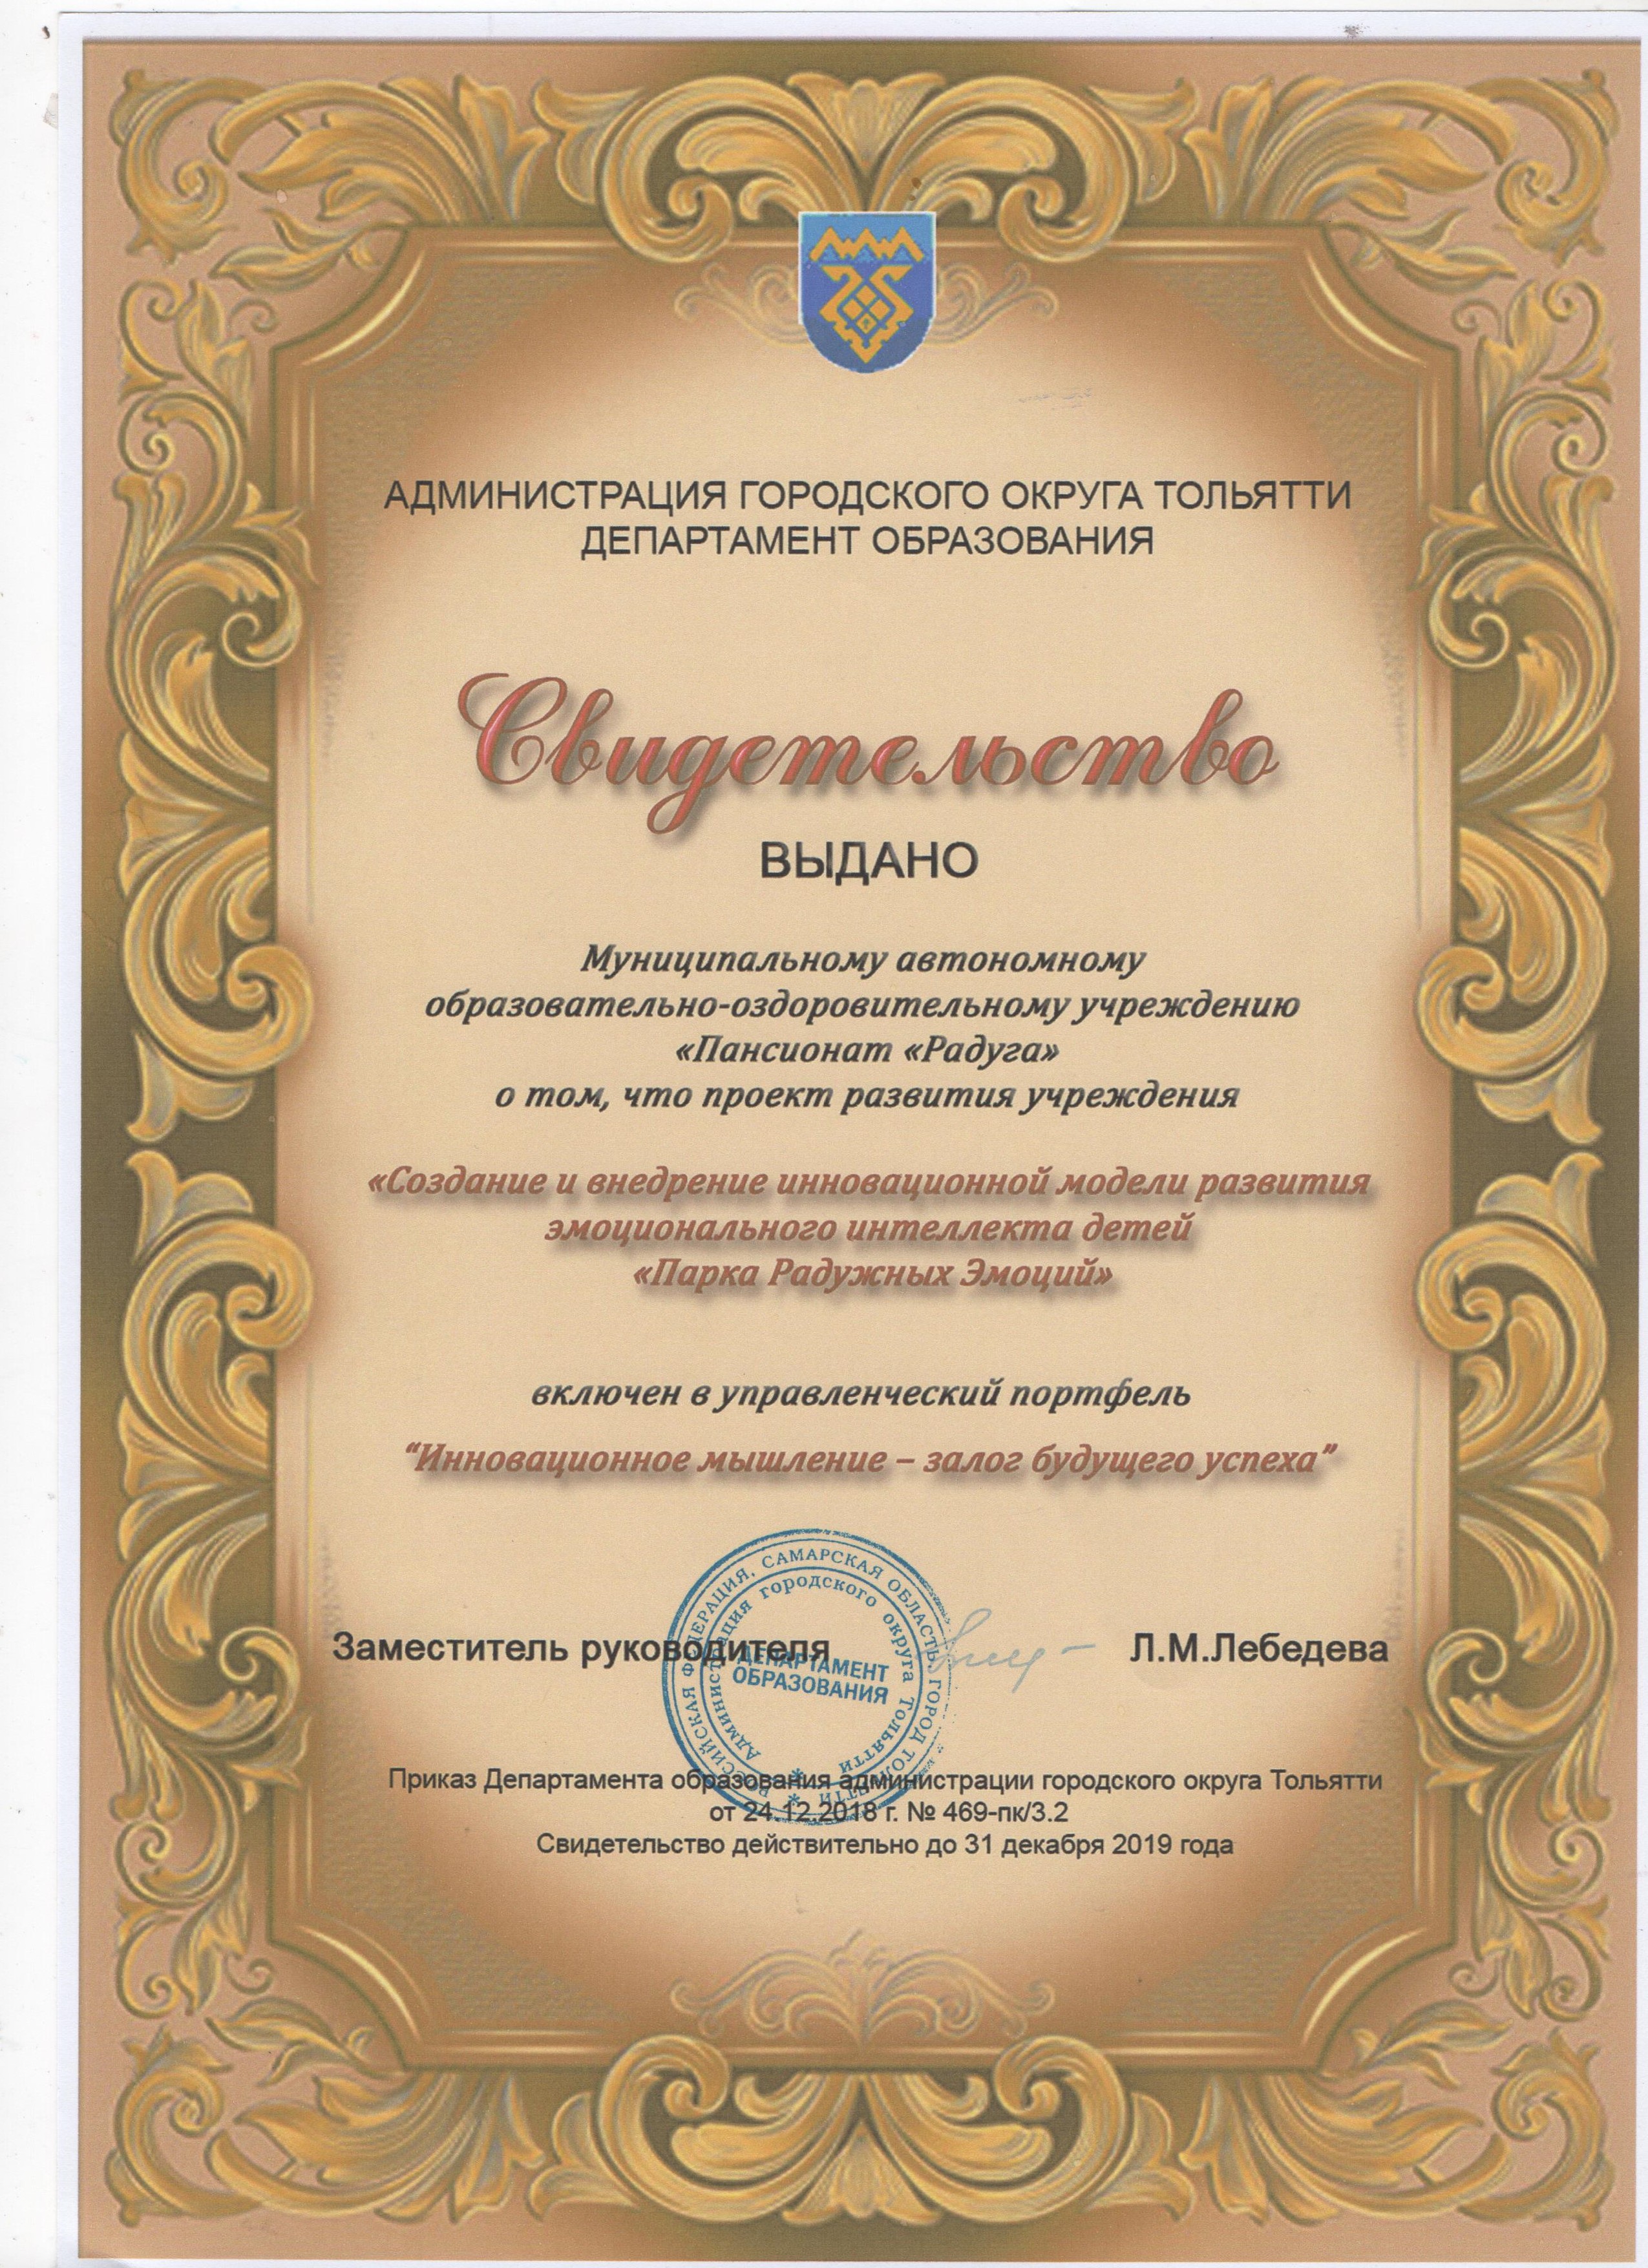 АДМИНИСТРАЦИЯ ГОРОДСКОГО ОКРУГА ТОЛЬЯТТИ
ДЕПАРТАМЕНТ ОБРАЗОВАНИЯ
Свидетельство
ВЫДАНО
Муниципальному автономному
образовательно-оздоровительному учреждению
«Пансионат «Радуга»
о том, что проект развития учреждения
«Создание и внедрение инновационной модели развития
эмоционального интеллекта детей
«Парка Радужных Эмоций»
включен в управленческий портфель
“Инновационное мышление – залог будущего успеха”
Заместитель руководителя Л.М.Лебедева
РОССИЙСКАЯ ФЕДЕРАЦИЯ, САМАРСКАЯ ОБЛАСТЬ, ГОРОД ТОЛЬЯТТИ
Администрация городского округа Тольятти
ДЕПАРТАМЕНТ
ОБРАЗОВАНИЯ
Приказ Департамента образования администрации городского округа Тольятти
от 24.12.2018 г. № 469-пк/3.2
Свидетельство действительно до 31 декабря 2019 года